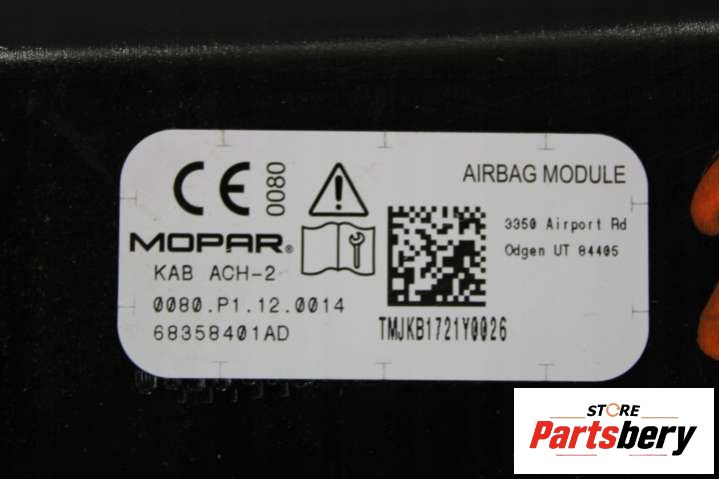 CE 0080
AIRBAG MODULE
MOPAR®
3350 Airport Rd
Odgen UT 84405
KAB ACH-2
0080.P1.12.0014
68358401AD
TMJKB1721Y0026
STORE
Partsbery